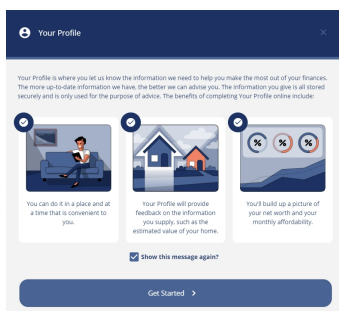 Your Profile
Your Profile is where you let us know the information we need to help you make the most out of your finances.
The more up-to-date information we have, the better we can advise you. The information you give is all stored
securely and is only used for the purpose of advice. The benefits of completing Your Profile online include:
You can do it in a place and at
a time that is convenient to
you.
Your Profile will provide
feedback on the information
you supply, such as the
estimated value of your home.
% % %
You'll build up a picture of
your net worth and your
monthly affordability.
Show this message again?
Get Started